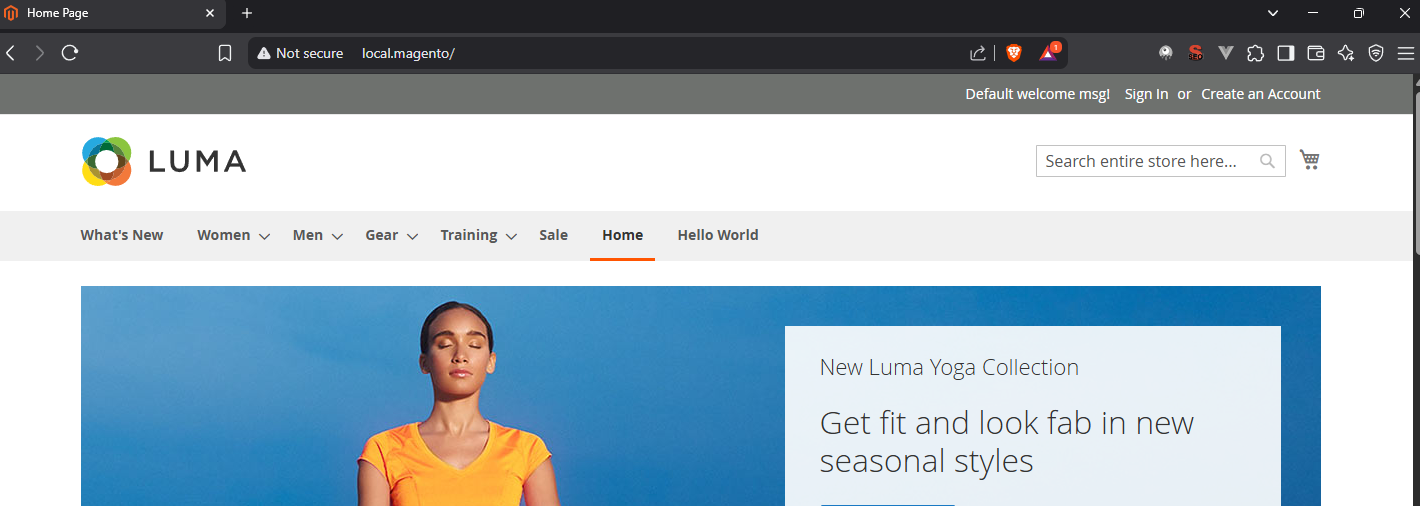 Home Page
Not secure local.magento/
1
Default welcome msg! Sign In or Create an Account
LUMA
Search entire store here...
What's New Women Men Gear Training Sale Home Hello World
New Luma Yoga Collection
Get fit and look fab in new
seasonal styles